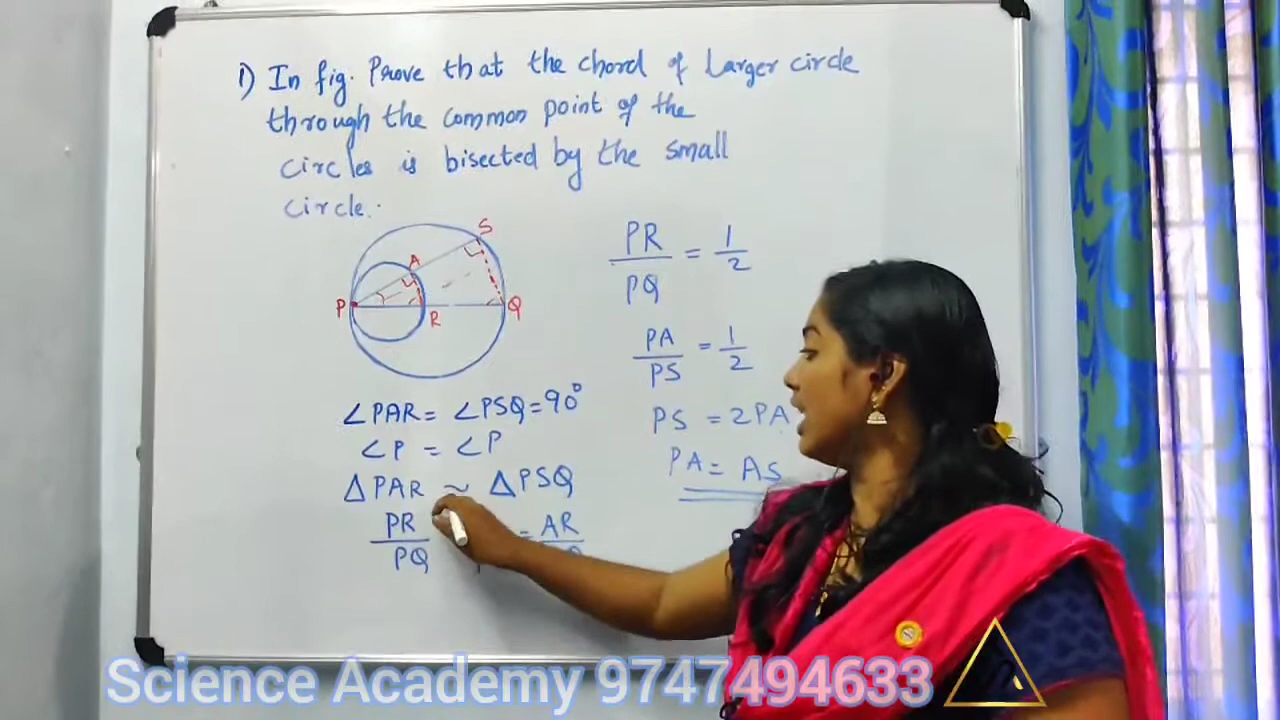 1) In fig. Prove that the chord of Larger circle
through the common point of the
circles is bisected by the small
circle.
S
A
P
R
Q
∠PAR = ∠PSQ = 90°
∠P = ∠P
△PAR ≈ △PSQ
PR = AR
PQ
PR = 1
PQ 2
PA = 1
PS 2
PS = 2PA
PA = AS
Science Academy 9747494633